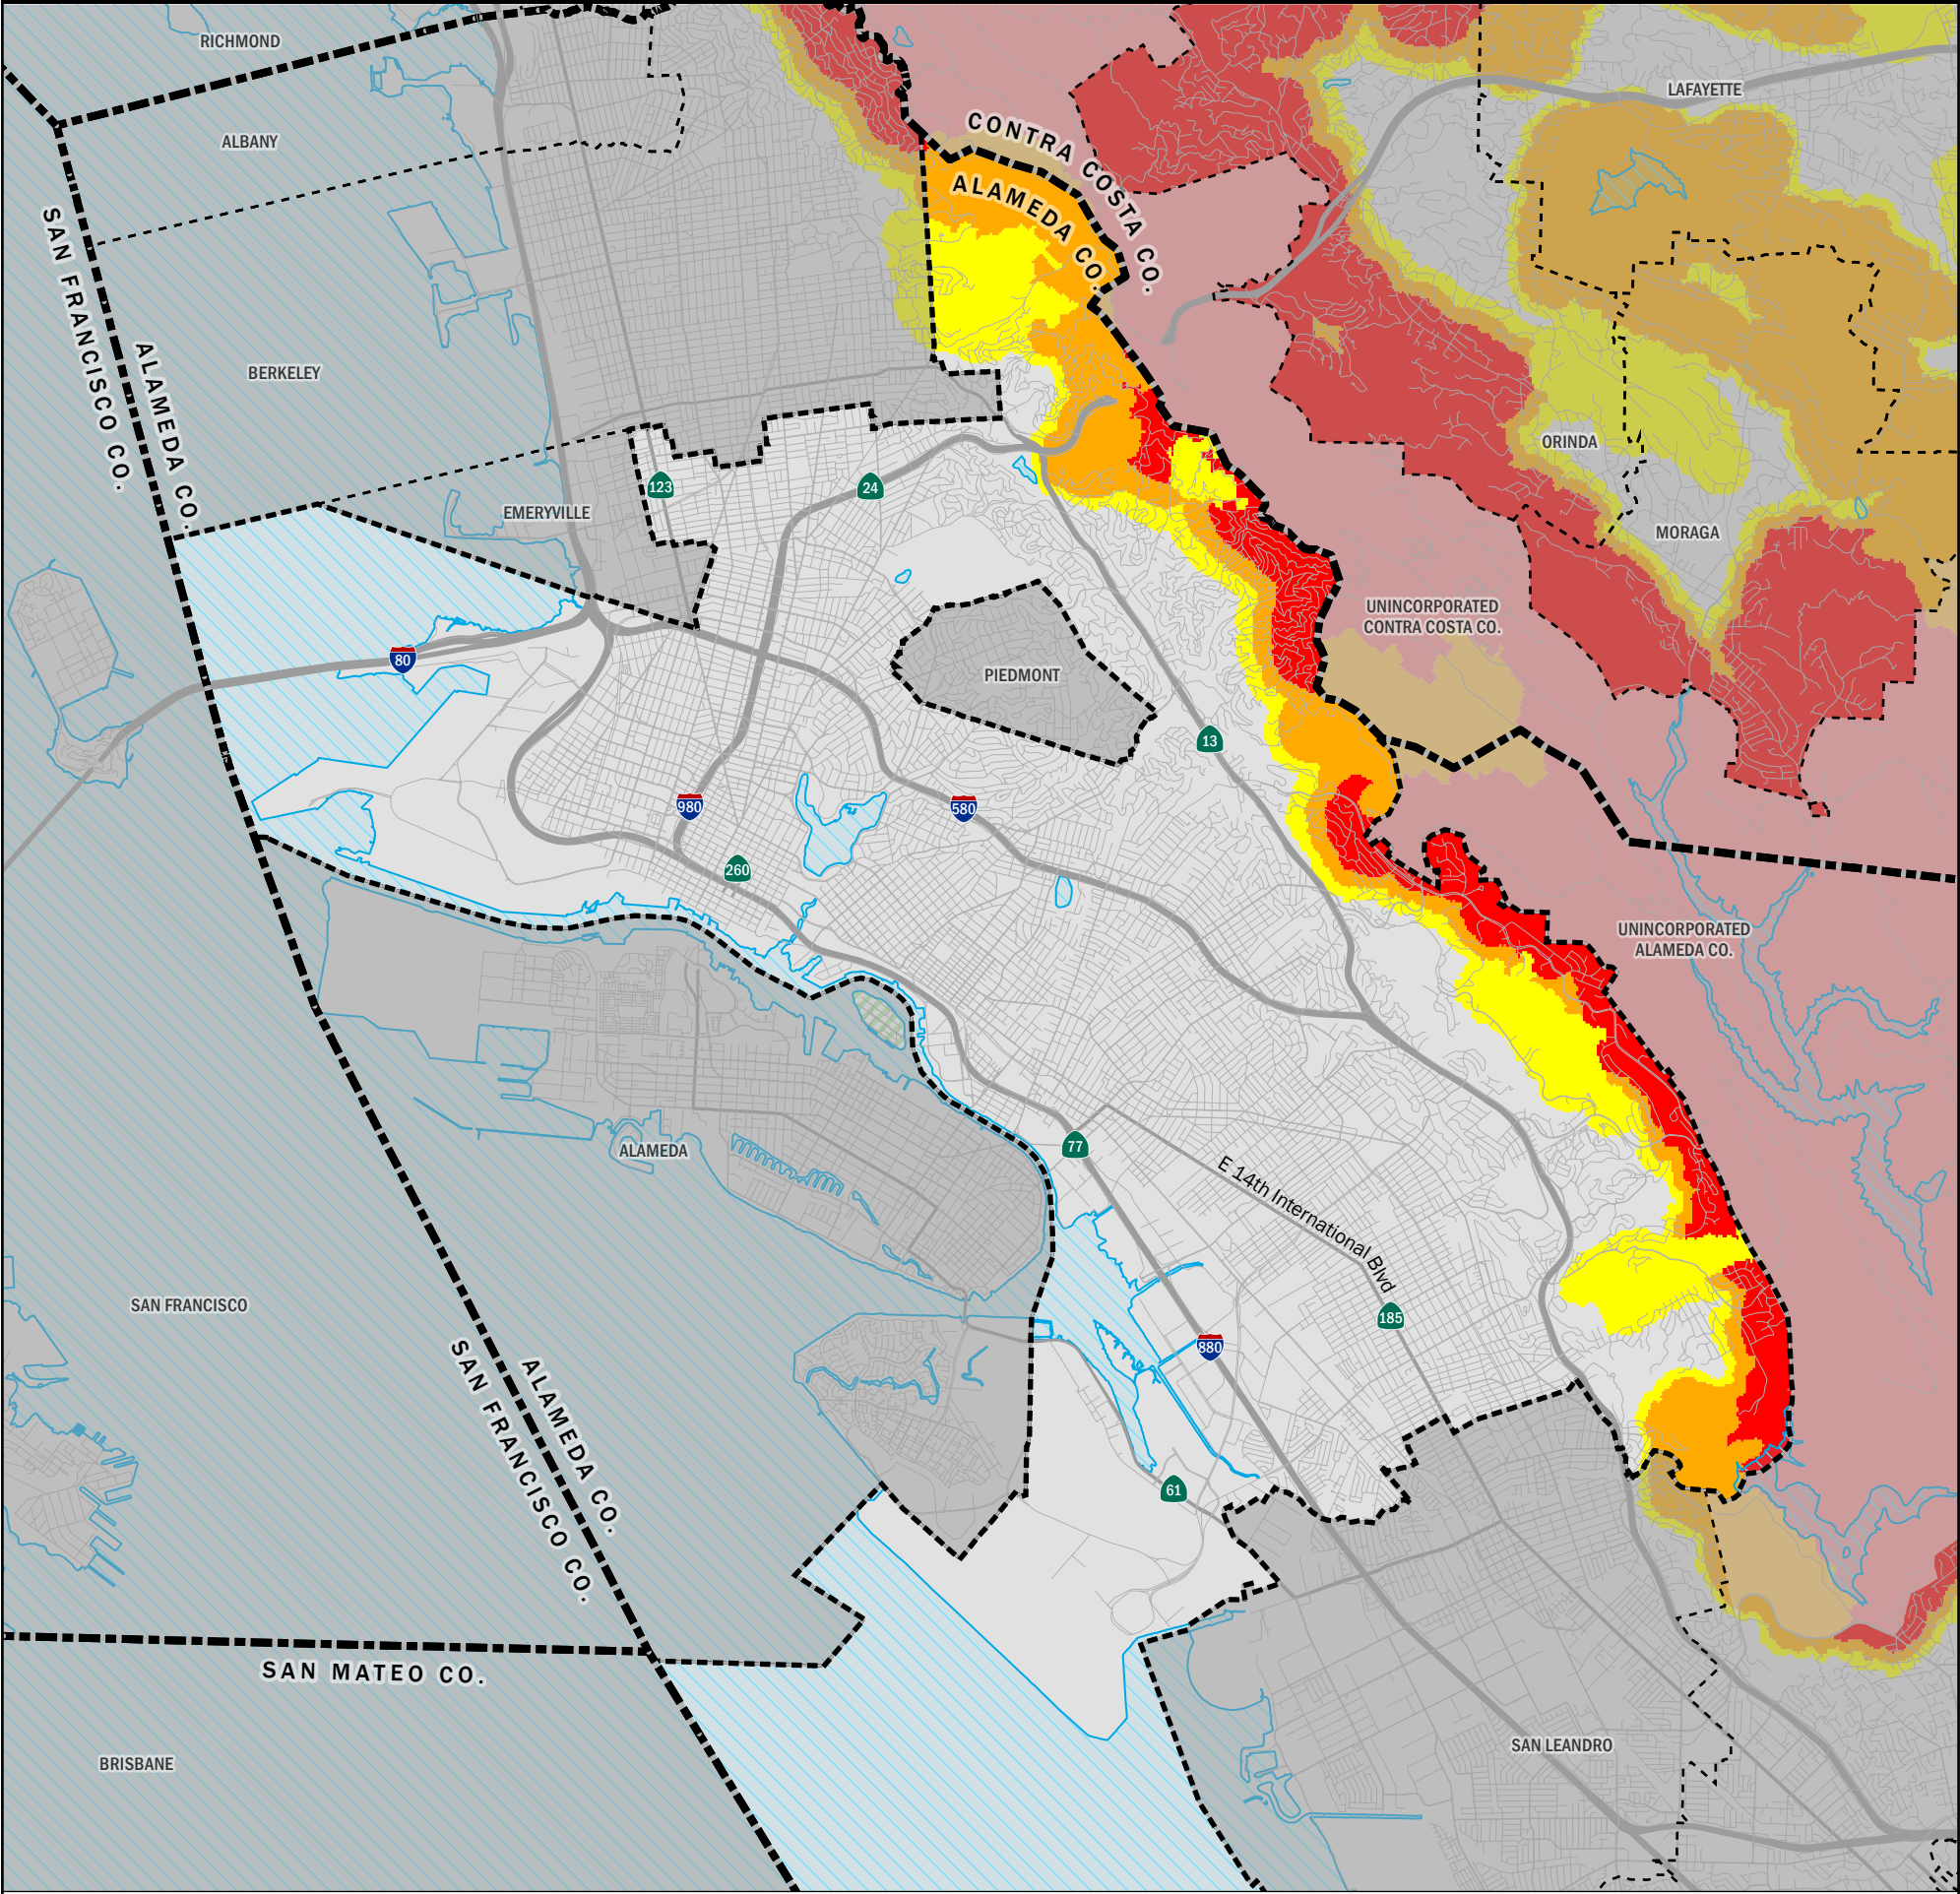 RICHMOND
LAFAYETTE
ALBANY
CONTRA COSTA CO.
ALAMEDA CO.
SAN FRANCISCO CO.
ALAMEDA CO.
BERKELEY
ORINDA
123
24
EMERYVILLE
MORAGA
UNINCORPORATED
CONTRA COSTA CO.
80
PIEDMONT
13
980
580
260
UNINCORPORATED
ALAMEDA CO.
ALAMEDA
77
E 14th International Blvd
SAN FRANCISCO
185
880
ALAMEDA CO.
SAN FRANCISCO CO.
61
SAN MATEO CO.
SAN LEANDRO
BRISBANE